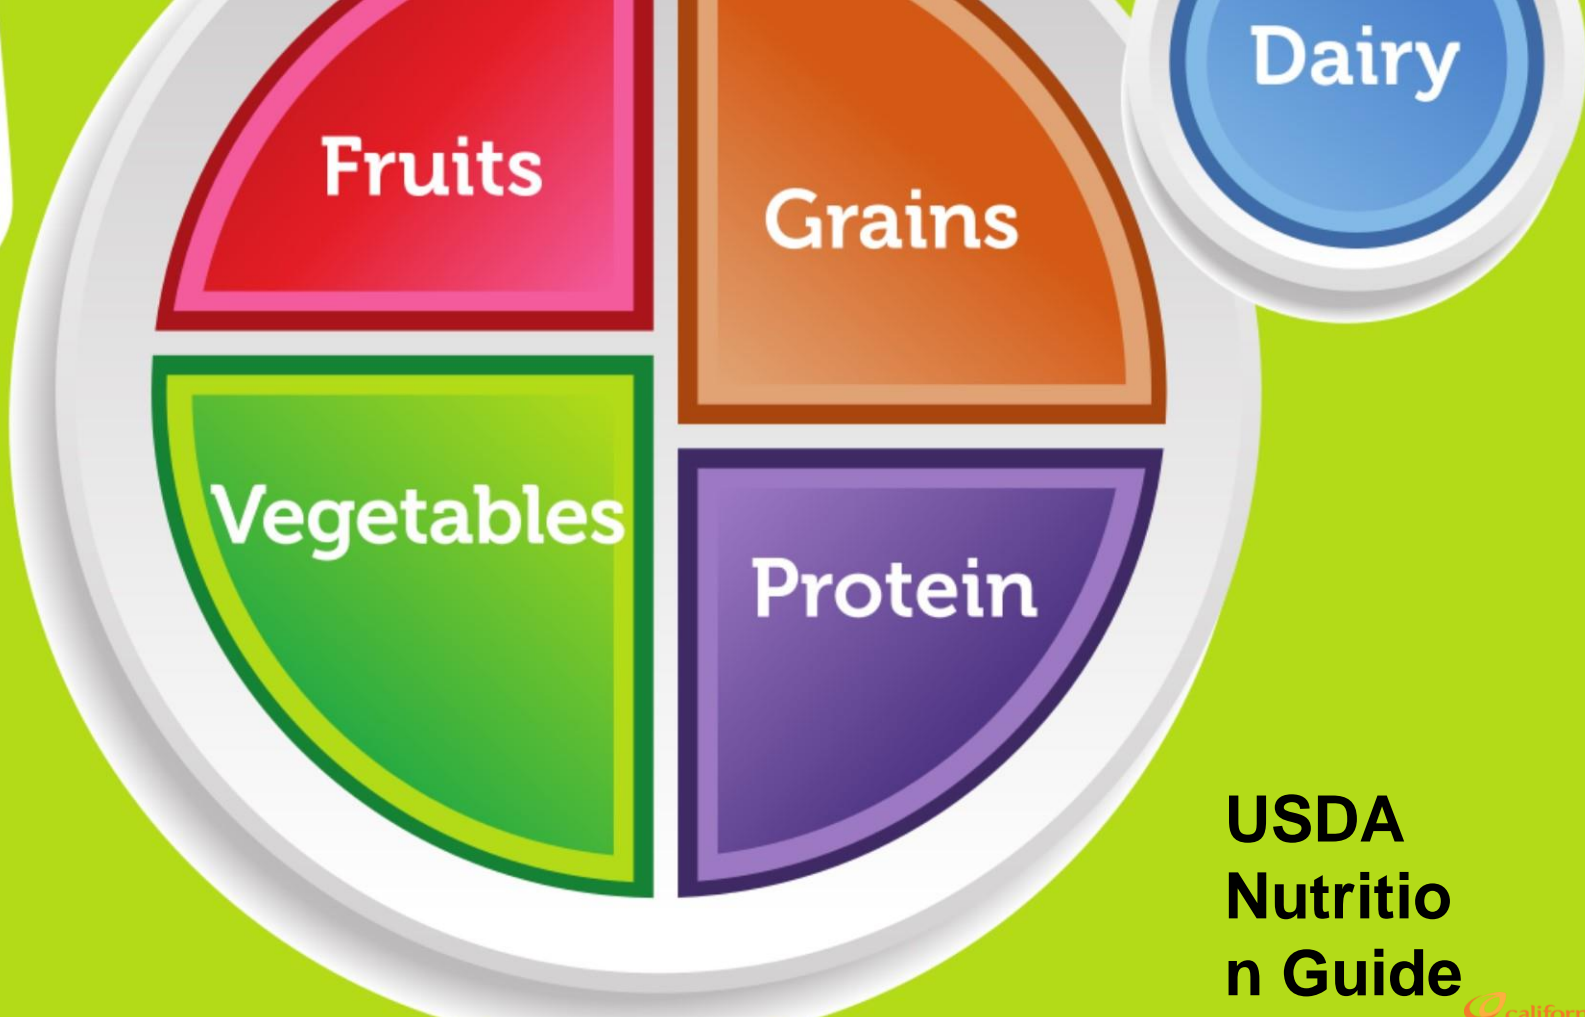 Dairy
Fruits
Grains
Vegetables
Protein
USDA
Nutritio
n Guide